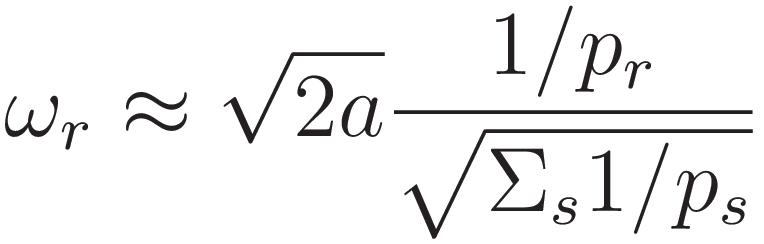 ω_r ≈ √(2a) (1/p_r) / √(Σ_s 1/p_s)